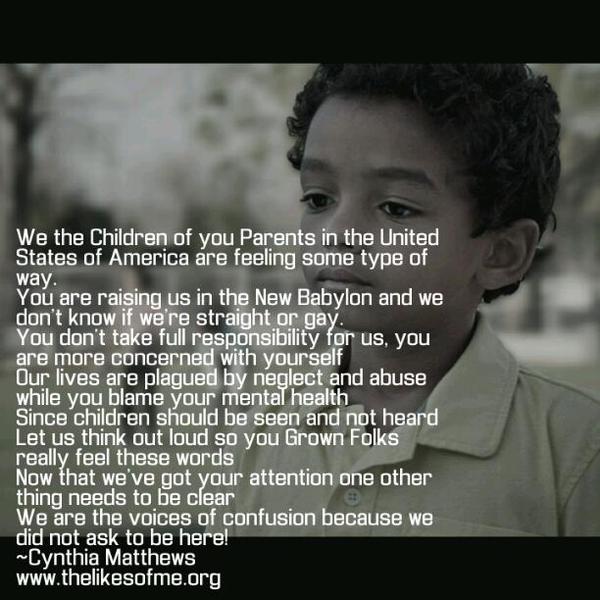 We the Children of you Parents in the United
States of America are feeling some type of
way.
You are raising us in the New Babylon and we
don't know if we're straight or gay.
You don't take full responsibility for us, you
are more concerned with yourself
Our lives are plagued by neglect and abuse
while you blame your mental health
Since children should be seen and not heard
Let us think out loud so you Grown Folks
really feel these words
Now that we've got your attention one other
thing needs to be clear
We are the voices of confusion because we
did not ask to be here!
~Cynthia Matthews
www.thelikesofme.org